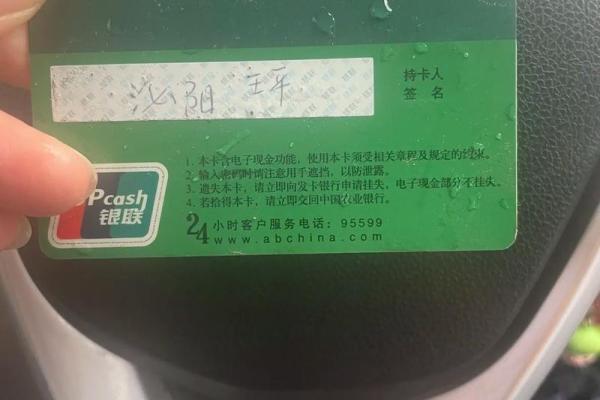 泌阳 王平
持卡人
签 名
1. 本卡含电子现金功能，使用本卡须受相关章程及规定的约束。
2. 输入密码时请注意用手遮挡，以防泄露。
3. 遗失本卡，请立即向发卡银行申请挂失，电子现金部分不挂失。
4. 若拾得本卡，请立即交回中国农业银行。
Pcash
银联
24小时客户服务电话：95599
www.abchina.com